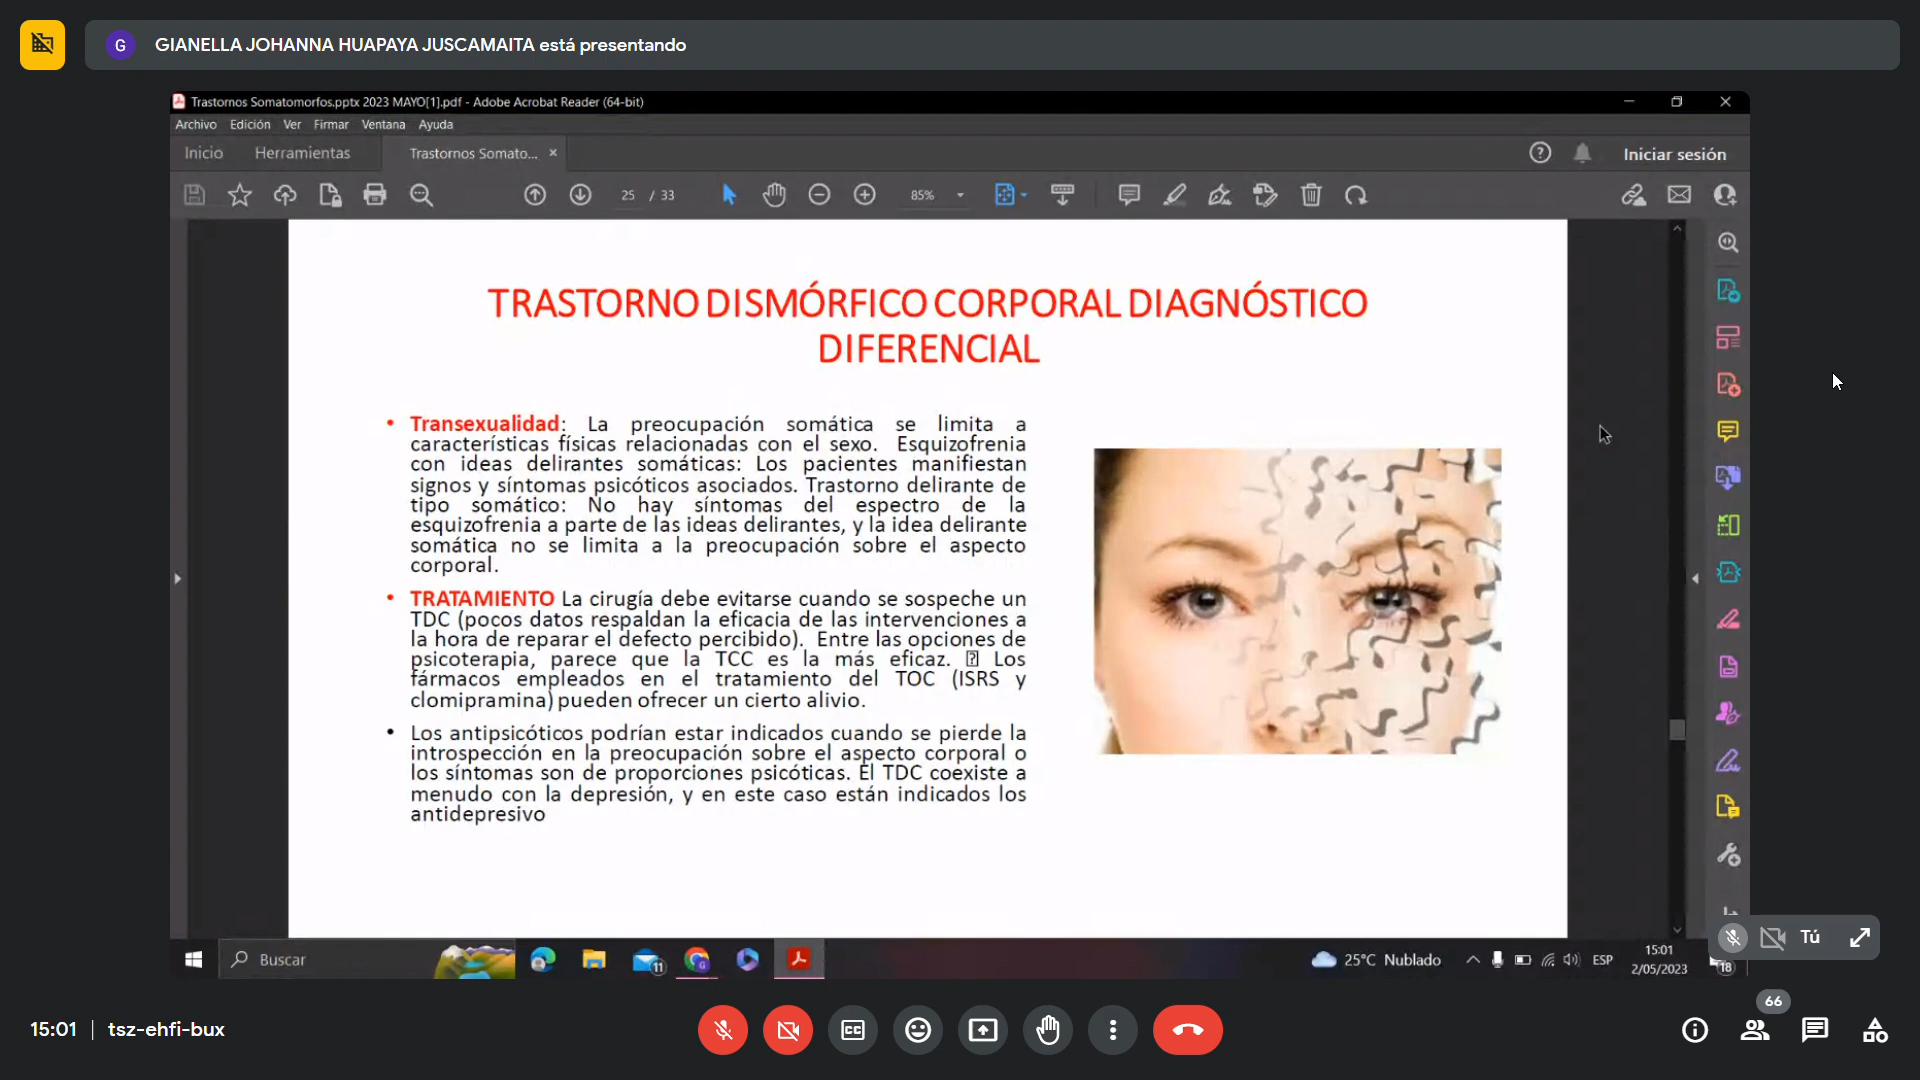 G GIANELLA JOHANNA HUAPAYA JUSCAMAITA está presentando
Trastornos Somatomorfos.pptx 2023 MAYO[1].pdf - Adobe Acrobat Reader (64-bit)
Archivo Edición Ver Firmar Ventana Ayuda
Inicio Herramientas Trastornos Somato... × Iniciar sesión
25 / 33 85%
TRASTORNO DISMÓRFICO CORPORAL DIAGNÓSTICO
DIFERENCIAL
• Transexualidad: La preocupación somática se limita a
características físicas relacionadas con el sexo. Esquizofrenia
con ideas delirantes somáticas: Los pacientes manifiestan
signos y síntomas psicóticos asociados. Trastorno delirante de
tipo somático: No hay síntomas del espectro de la
esquizofrenia a parte de las ideas delirantes, y la idea delirante
somática no se limita a la preocupación sobre el aspecto
corporal.
• TRATAMIENTO La cirugía debe evitarse cuando se sospeche un
TDC (pocos datos respaldan la eficacia de las intervenciones a
la hora de reparar el defecto percibido). Entre las opciones de
psicoterapia, parece que la TCC es la más eficaz. ⍰ Los
fármacos empleados en el tratamiento del TOC (ISRS y
clomipramina) pueden ofrecer un cierto alivio.
• Los antipsicóticos podrían estar indicados cuando se pierde la
introspección en la preocupación sobre el aspecto corporal o
los síntomas son de proporciones psicóticas. El TDC coexiste a
menudo con la depresión, y en este caso están indicados los
antidepresivo
Tú
Buscar 11 25°C Nublado ESP 15:01
2/05/2023 18
66
15:01 | tsz-ehfi-bux